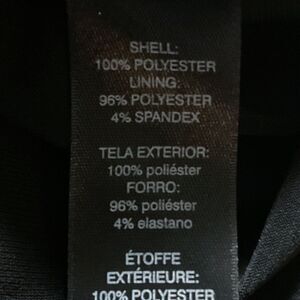 SHELL:
100% POLYESTER
LINING:
96% POLYESTER
4% SPANDEX
TELA EXTERIOR:
100% poliéster
FORRO:
96% poliéster
4% elastano
ÉTOFFE
EXTÉRIEURE:
100% POLYESTER